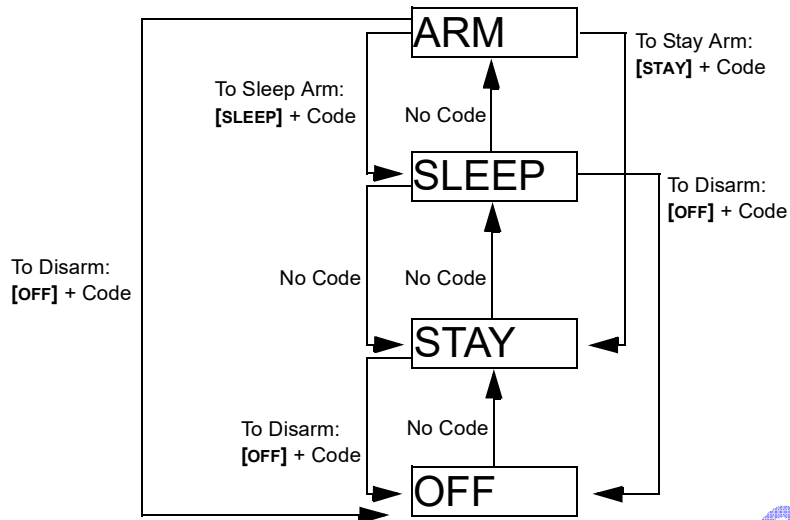 ARM
To Stay Arm:
[STAY] + Code
To Sleep Arm:
[SLEEP] + Code
No Code
SLEEP
To Disarm:
[OFF] + Code
To Disarm:
[OFF] + Code
No Code
No Code
STAY
To Disarm:
[OFF] + Code
No Code
OFF